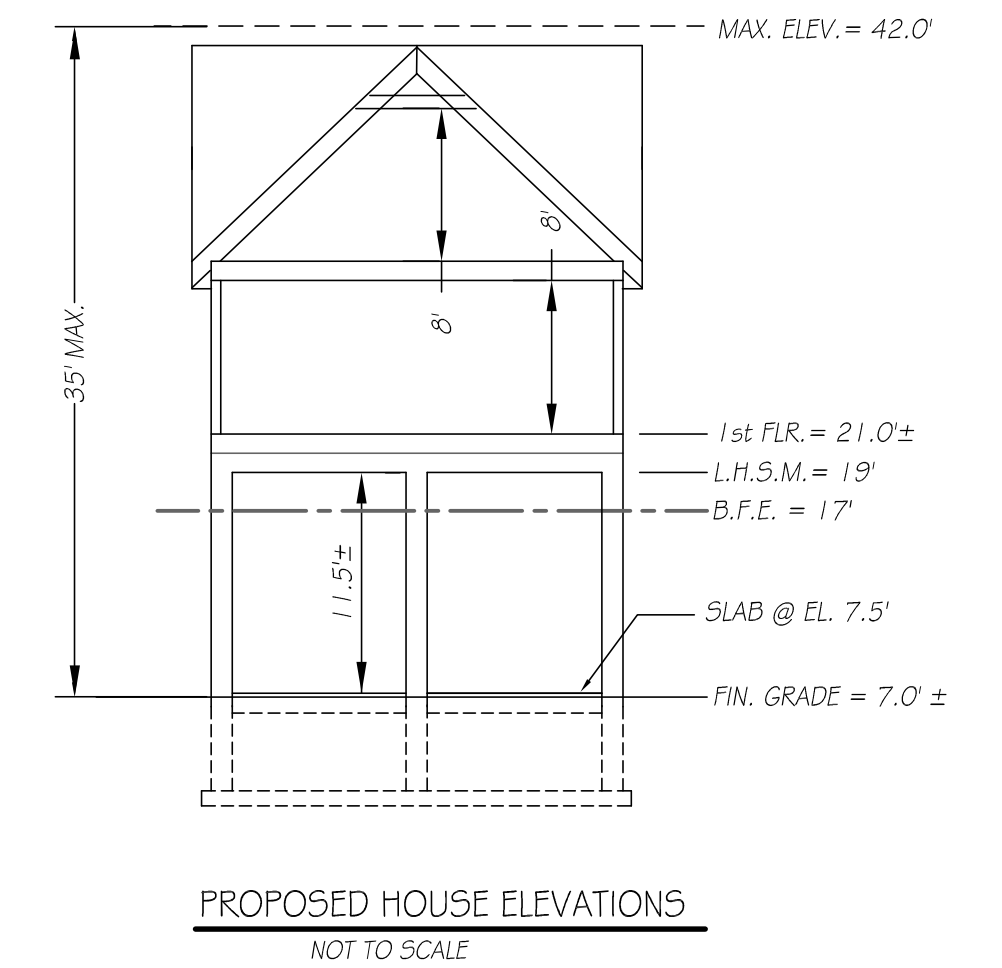 MAX. ELEV.= 42.0'
8'
35' MAX.
8'
1st FLR.= 21.0'±
L.H.S.M.= 19'
B.F.E. = 17'
11.5'±
SLAB @ EL. 7.5'
FIN. GRADE = 7.0' ±
PROPOSED HOUSE ELEVATIONS
NOT TO SCALE